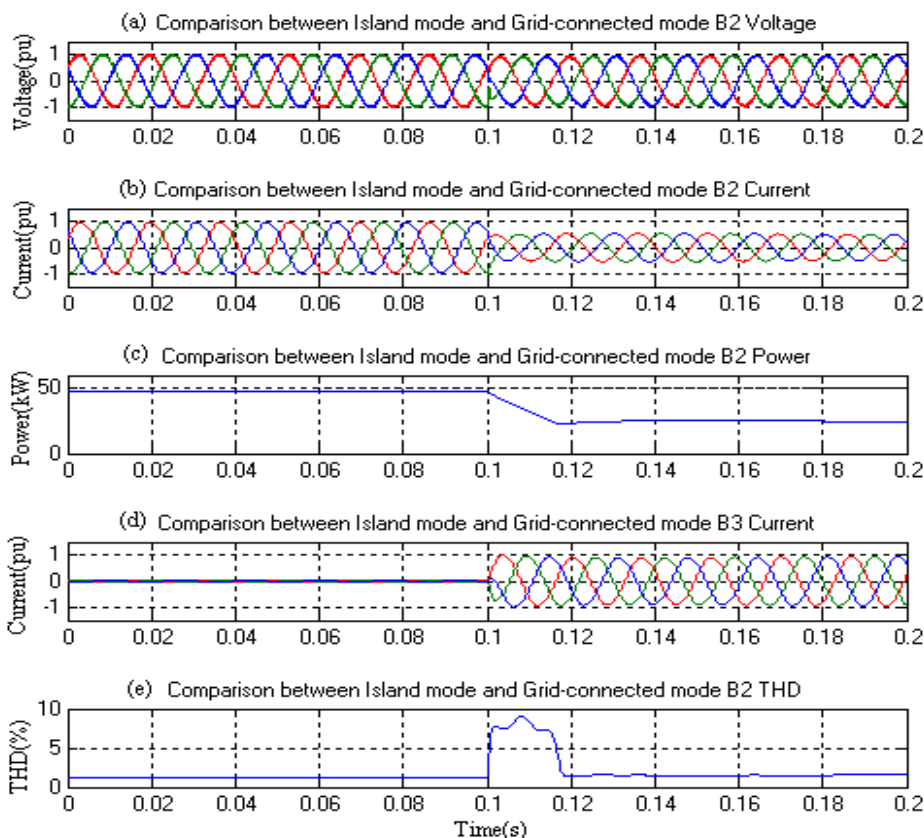 (a) Comparison between Island mode and Grid-connected mode B2 Voltage
Voltage(pu)
1
0
-1
0 0.02 0.04 0.06 0.08 0.1 0.12 0.14 0.16 0.18 0.2
(b) Comparison between Island mode and Grid-connected mode B2 Current
Current(pu)
1
0
-1
0 0.02 0.04 0.06 0.08 0.1 0.12 0.14 0.16 0.18 0.2
(c) Comparison between Island mode and Grid-connected mode B2 Power
Power(kW)
50
0
0 0.02 0.04 0.06 0.08 0.1 0.12 0.14 0.16 0.18 0.2
(d) Comparison between Island mode and Grid-connected mode B3 Current
Current(pu)
1
0
-1
0 0.02 0.04 0.06 0.08 0.1 0.12 0.14 0.16 0.18 0.2
(e) Comparison between Island mode and Grid-connected mode B2 THD
THD(%)
10
5
0
0 0.02 0.04 0.06 0.08 0.1 0.12 0.14 0.16 0.18 0.2
Time(s)